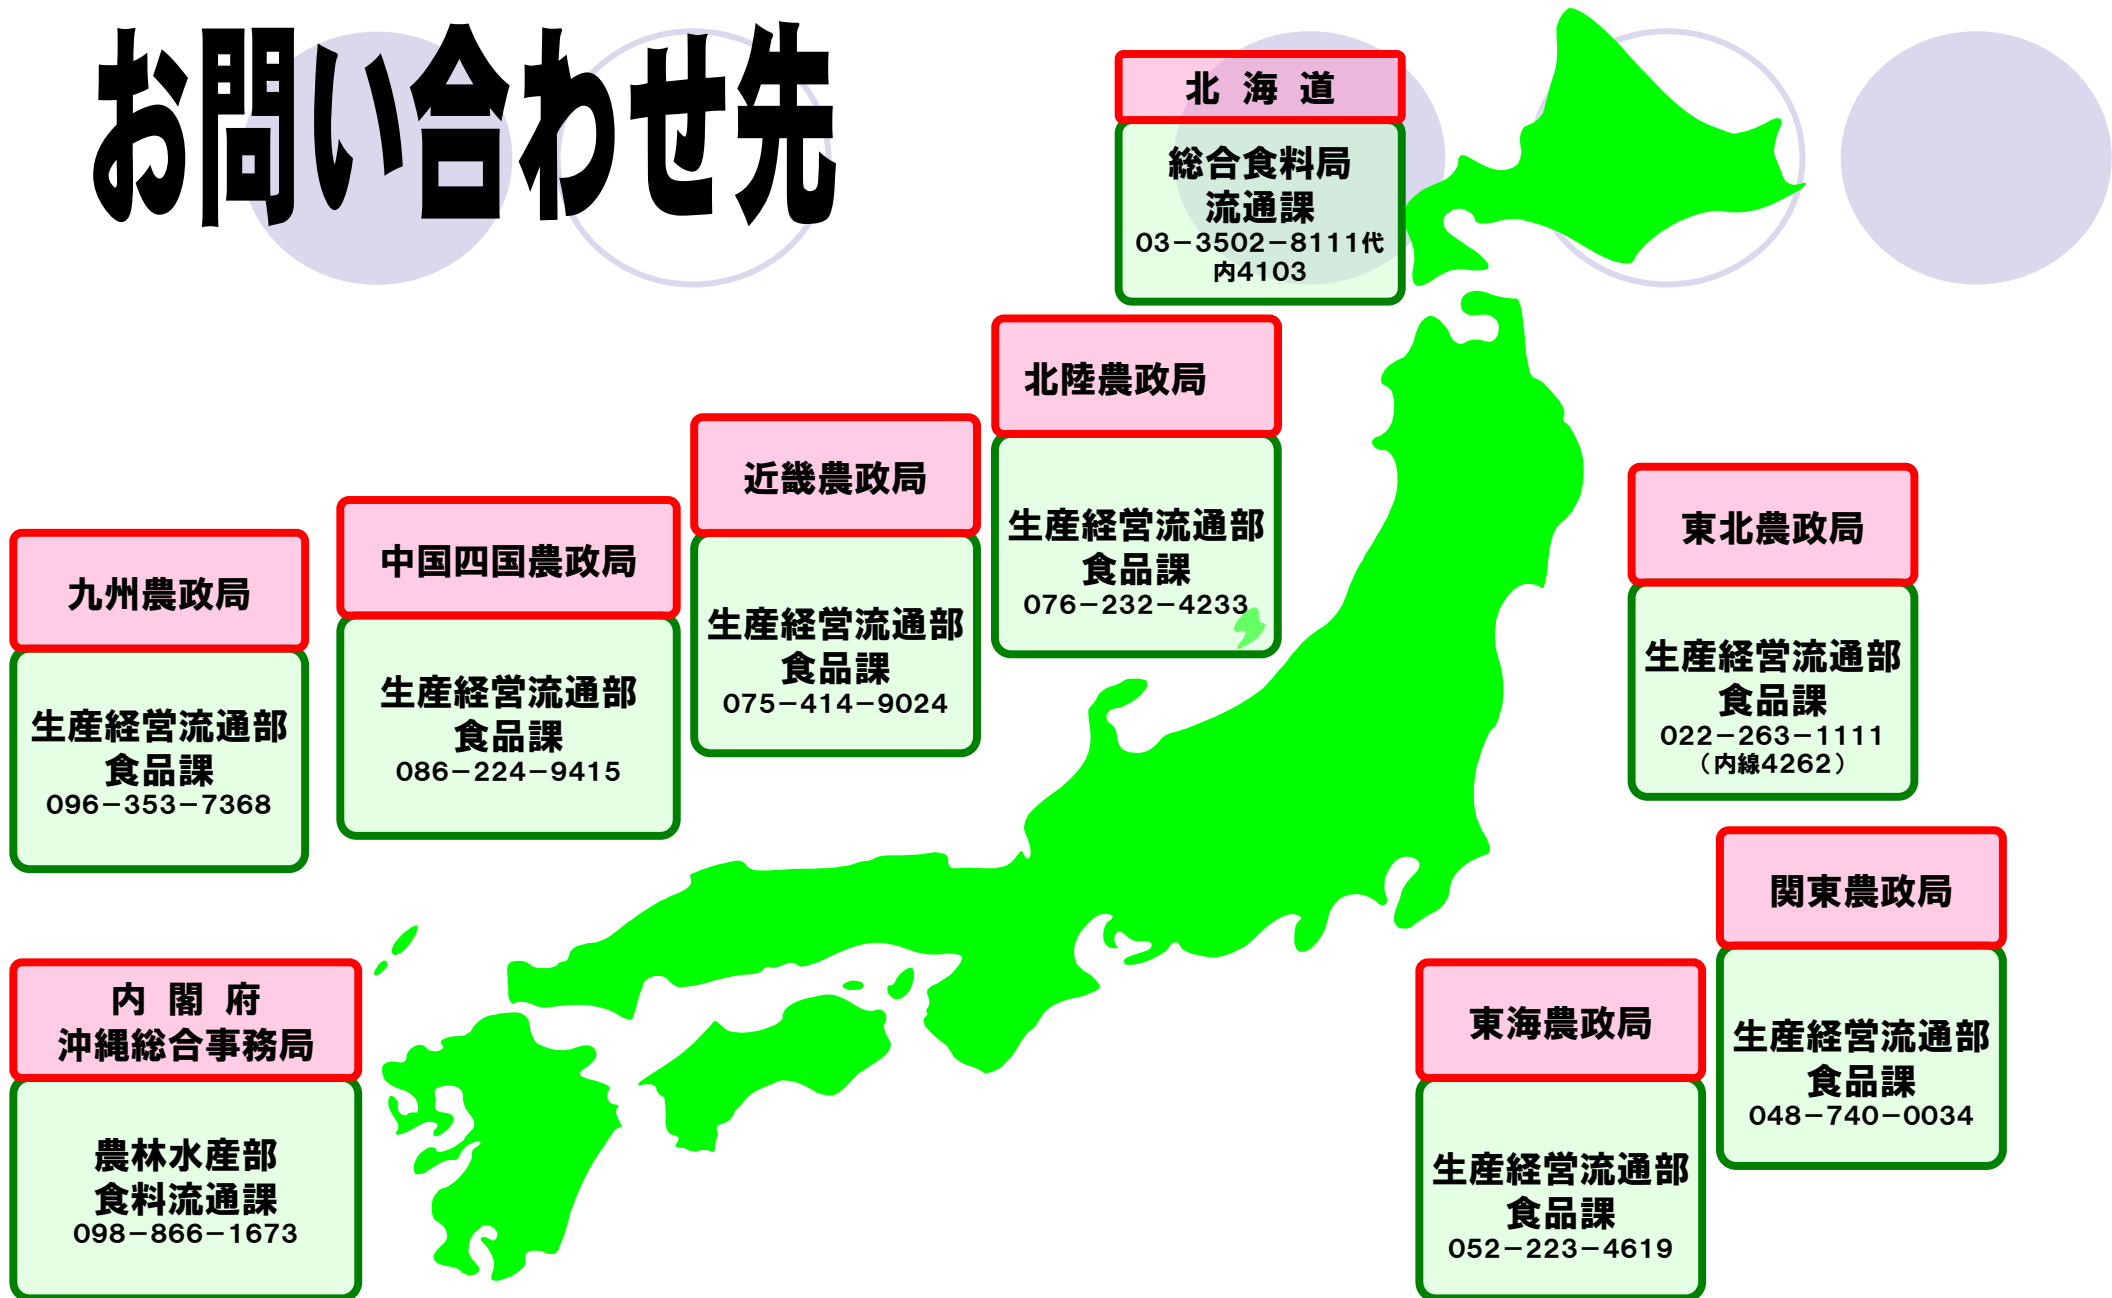 お問い合わせ先
北 海 道
総合食料局
流通課
03－3502－8111代
内4103
北陸農政局
生産経営流通部
食品課
076－232－4233
近畿農政局
生産経営流通部
食品課
075－414－9024
中国四国農政局
生産経営流通部
食品課
086－224－9415
九州農政局
生産経営流通部
食品課
096－353－7368
東北農政局
生産経営流通部
食品課
022－263－1111
（内線4262）
関東農政局
生産経営流通部
食品課
048－740－0034
東海農政局
生産経営流通部
食品課
052－223－4619
内 閣 府
沖縄総合事務局
農林水産部
食料流通課
098－866－1673